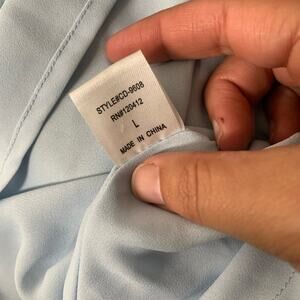 STYLE#CD-9608
RN#120412
L
MADE IN CHINA